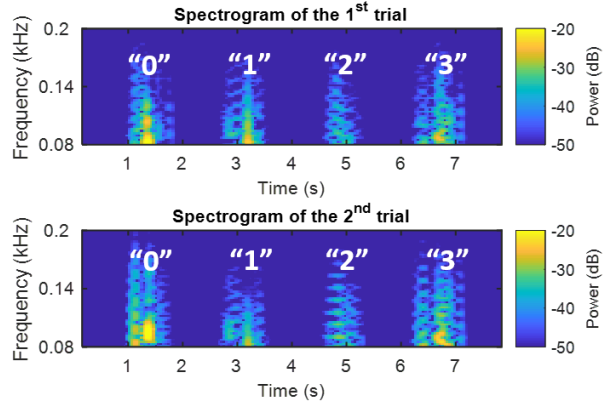 Spectrogram of the 1st trial
Frequency (kHz)
0.2
0.14
0.08
“0” “1” “2” “3”
1 2 3 4 5 6 7
Time (s)
-20
-30
-40
-50
Power (dB)
Spectrogram of the 2nd trial
Frequency (kHz)
0.2
0.14
0.08
“0” “1” “2” “3”
1 2 3 4 5 6 7
Time (s)
-20
-30
-40
-50
Power (dB)